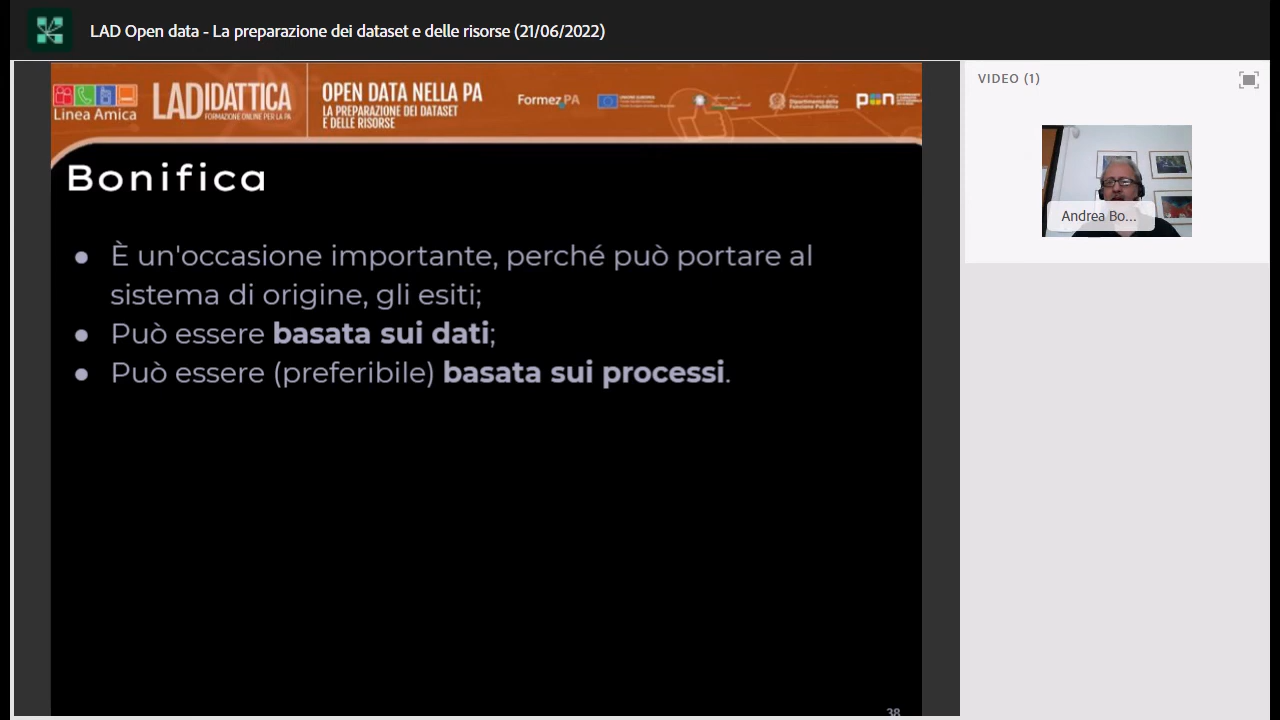 LAD Open data - La preparazione dei dataset e delle risorse (21/06/2022)
VIDEO (1)
Linea Amica
LADIDATTICA
FORMAZIONE ONLINE PER LA PA
OPEN DATA NELLA PA
LA PREPARAZIONE DEI DATASET
E DELLE RISORSE
FormezPA
UNIONE EUROPEA
Dipartimento della
Funzione Pubblica
pon
Andrea Bo...
Bonifica
● È un'occasione importante, perché può portare al
sistema di origine, gli esiti;
● Può essere basata sui dati;
● Può essere (preferibile) basata sui processi.
38